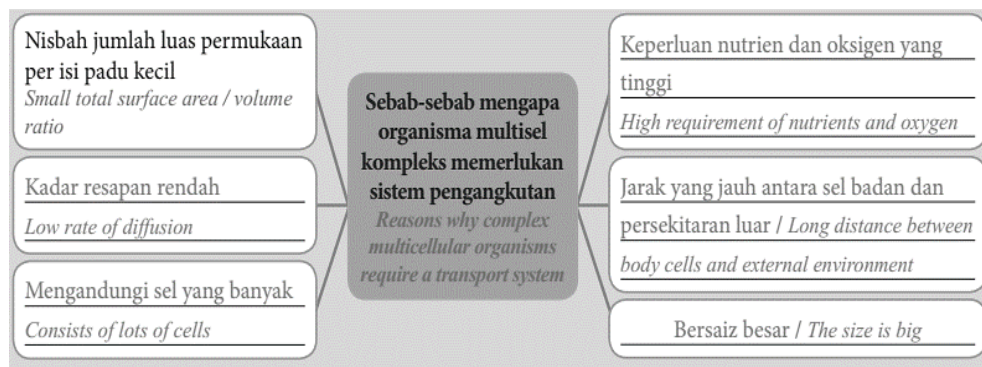 Nisbah jumlah luas permukaan
per isi padu kecil
Small total surface area / volume
ratio
Kadar resapan rendah
Low rate of diffusion
Mengandungi sel yang banyak
Consists of lots of cells
Sebab-sebab mengapa
organisma multisel
kompleks memerlukan
sistem pengangkutan
Reasons why complex
multicellular organisms
require a transport system
Keperluan nutrien dan oksigen yang
tinggi
High requirement of nutrients and oxygen
Jarak yang jauh antara sel badan dan
persekitaran luar / Long distance between
body cells and external environment
Bersaiz besar / The size is big